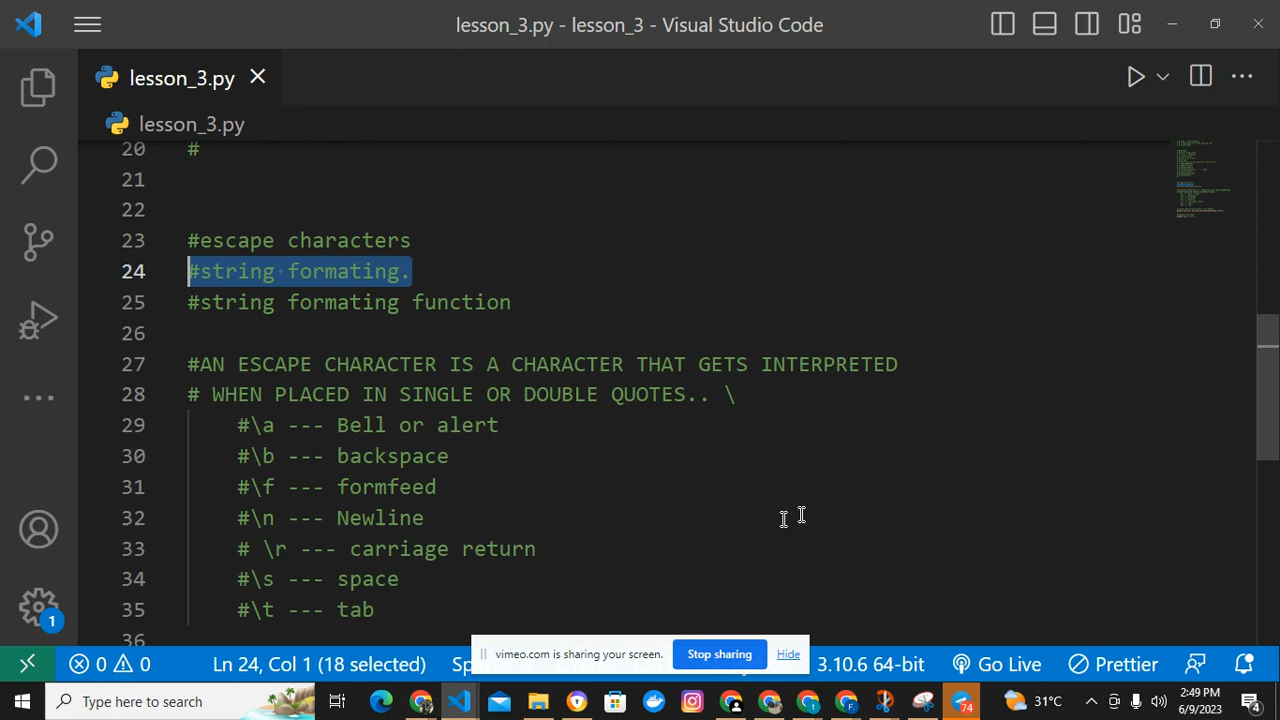 lesson_3.py - lesson_3 - Visual Studio Code
lesson_3.py
lesson_3.py
20 #
21
22
23 #escape characters
24 #string formating.
25 #string formating function
26
27 #AN ESCAPE CHARACTER IS A CHARACTER THAT GETS INTERPRETED
28 # WHEN PLACED IN SINGLE OR DOUBLE QUOTES.. \
29 #\a --- Bell or alert
30 #\b --- backspace
31 #\f --- formfeed
32 #\n --- Newline
33 # \r --- carriage return
34 #\s --- space
35 #\t --- tab
36
1
vimeo.com is sharing your screen. Stop sharing Hide
0 0 Ln 24, Col 1 (18 selected) 3.10.6 64-bit Go Live Prettier
Type here to search 74 31°C 2:49 PM
6/9/2023 4